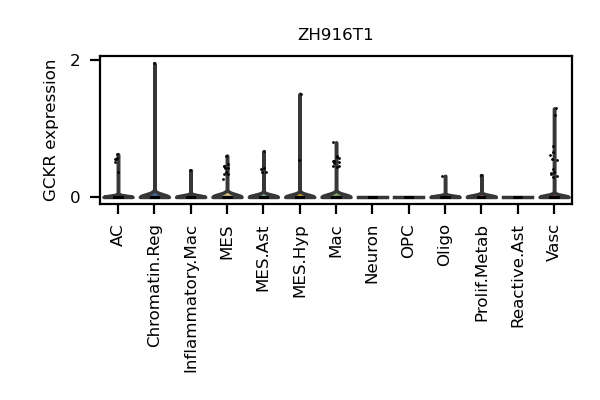 ZH916T1
GCKR expression
2
0
AC
Chromatin.Reg
Inflammatory.Mac
MES
MES.Ast
MES.Hyp
Mac
Neuron
OPC
Oligo
Prolif.Metab
Reactive.Ast
Vasc